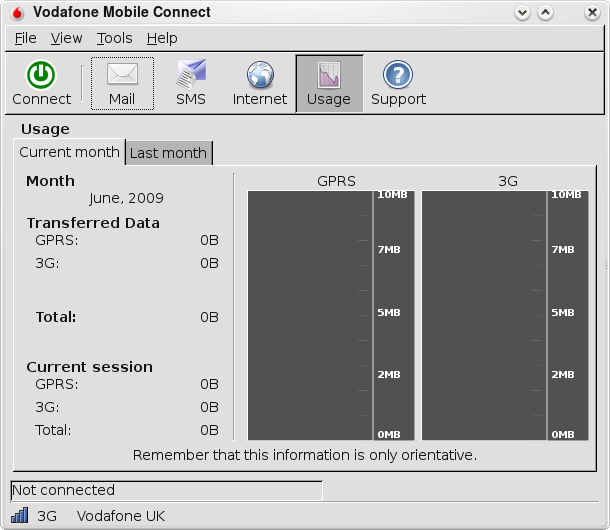 Vodafone Mobile Connect
File View Tools Help
Connect Mail SMS Internet Usage Support
Usage
Current month Last month
Month
June, 2009
Transferred Data
GPRS: 0B
3G: 0B
Total: 0B
Current session
GPRS: 0B
3G: 0B
Total: 0B
GPRS 3G
10MB 10MB
7MB 7MB
5MB 5MB
2MB 2MB
0MB 0MB
Remember that this information is only orientative.
Not connected
3G Vodafone UK